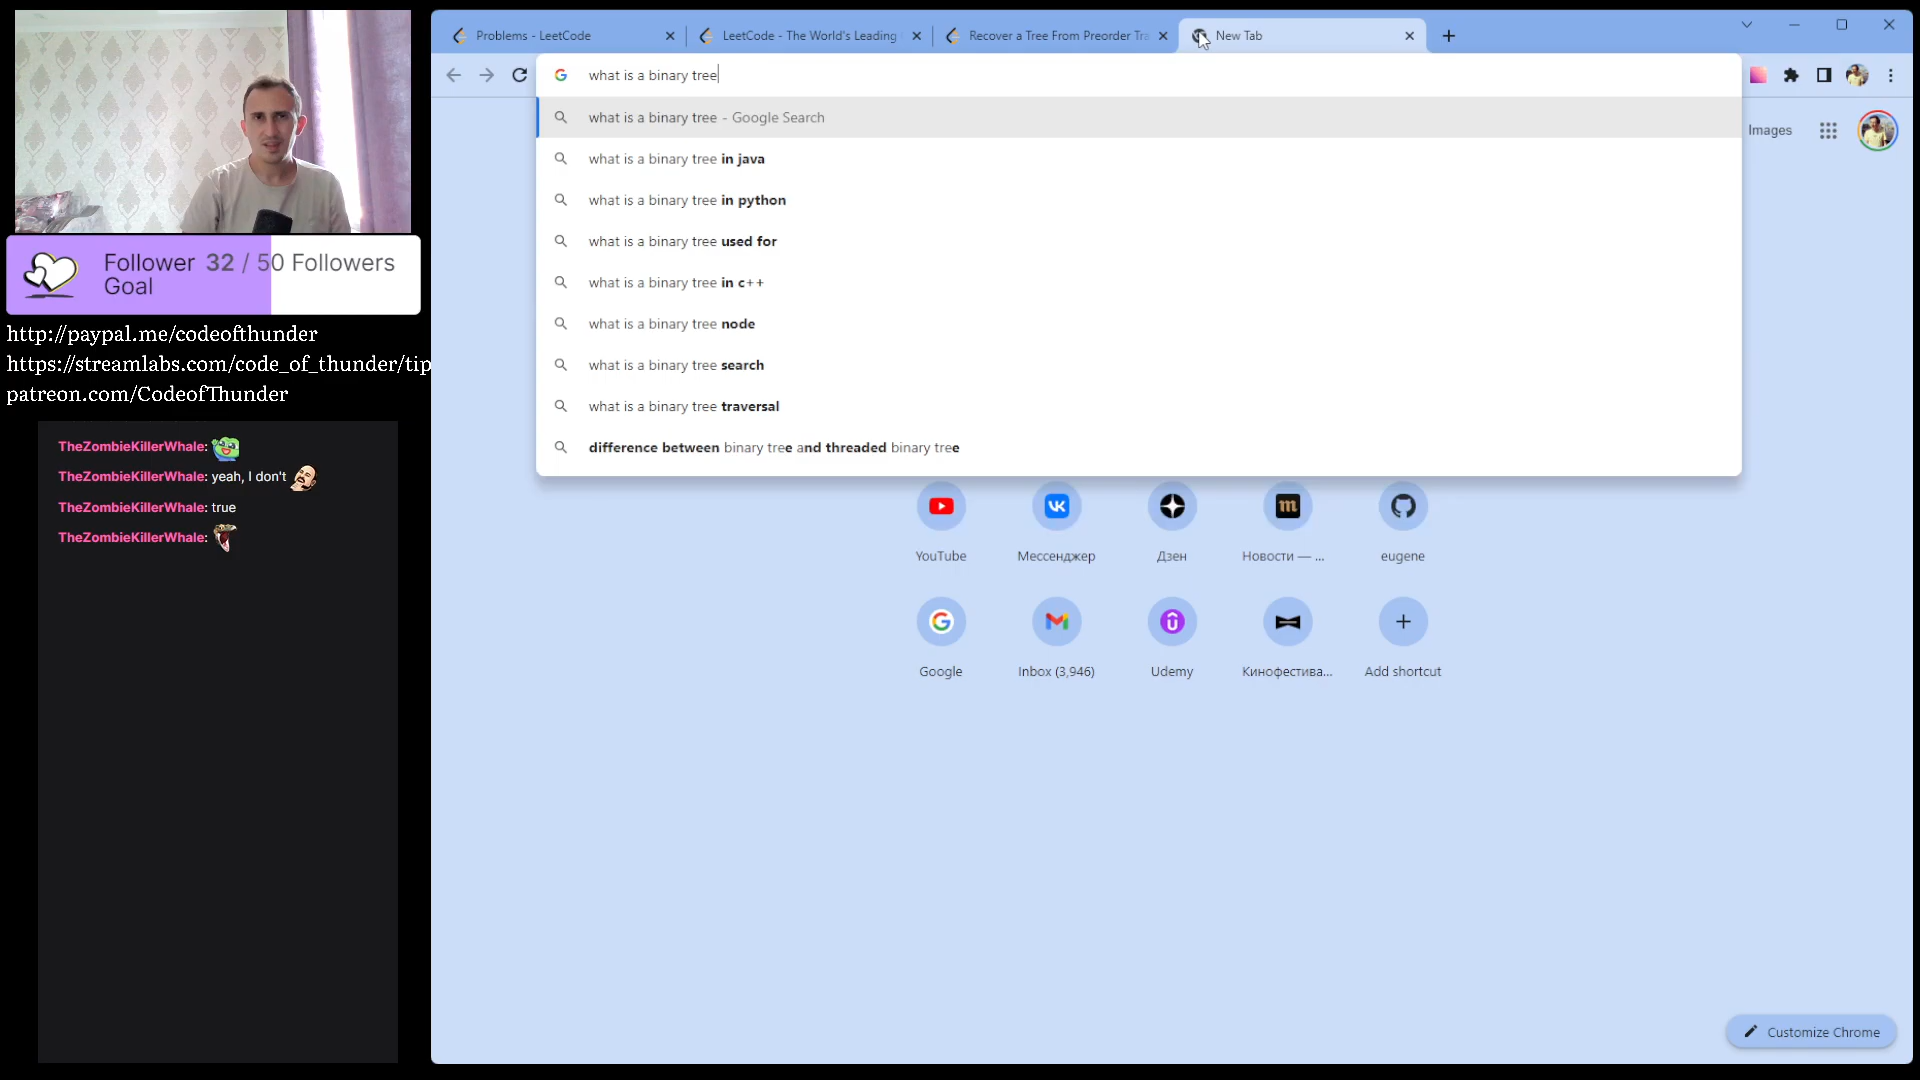 Problems - LeetCode
LeetCode - The World's Leading
Recover a Tree From Preorder Tra
New Tab
what is a binary tree
what is a binary tree - Google Search
what is a binary tree in java
what is a binary tree in python
what is a binary tree used for
what is a binary tree in c++
what is a binary tree node
what is a binary tree search
what is a binary tree traversal
difference between binary tree and threaded binary tree
Images
YouTube
Мессенджер
Дзен
Новости — ...
eugene
Google
Inbox (3,946)
Udemy
Кинофестива...
Add shortcut
Customize Chrome
Follower 32 / 50 Followers
Goal
http://paypal.me/codeofthunder
https://streamlabs.com/code_of_thunder/tip
patreon.com/CodeofThunder
TheZombieKillerWhale:
TheZombieKillerWhale: yeah, I don't
TheZombieKillerWhale: true
TheZombieKillerWhale: